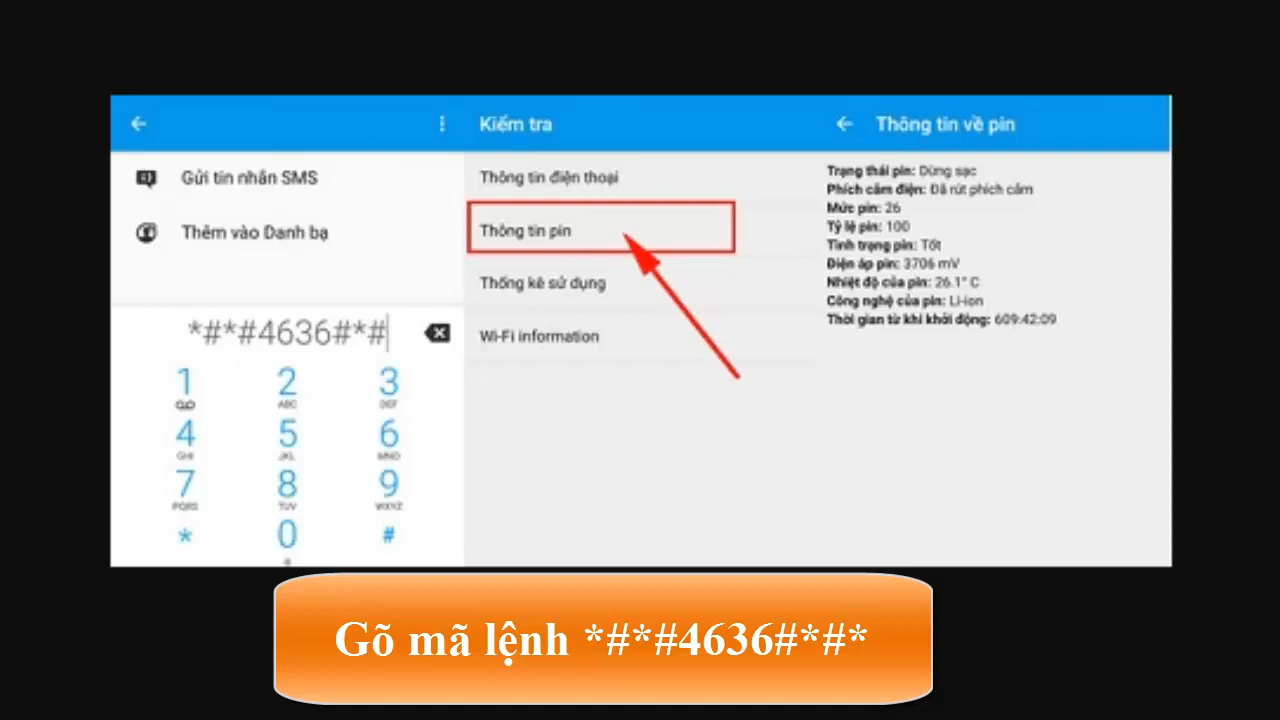 Gửi tin nhắn SMS
Thêm vào Danh bạ
*#*#4636#*#
1 2 3
ABC DEF
4 5 6
GHI JKL MNO
7 8 9
PQRS TUV WXYZ
* 0 #
Kiểm tra
Thông tin điện thoại
Thông tin pin
Thống kê sử dụng
Wi-Fi information
Thông tin về pin
Trạng thái pin: Dừng sạc
Phích cắm điện: Đã rút phích cắm
Mức pin: 26
Tỷ lệ pin: 100
Tình trạng pin: Tốt
Điện áp pin: 3706 mV
Nhiệt độ của pin: 26.1° C
Công nghệ của pin: Li-ion
Thời gian từ khi khởi động: 609:42:09
Gõ mã lệnh *#*#4636#*#*